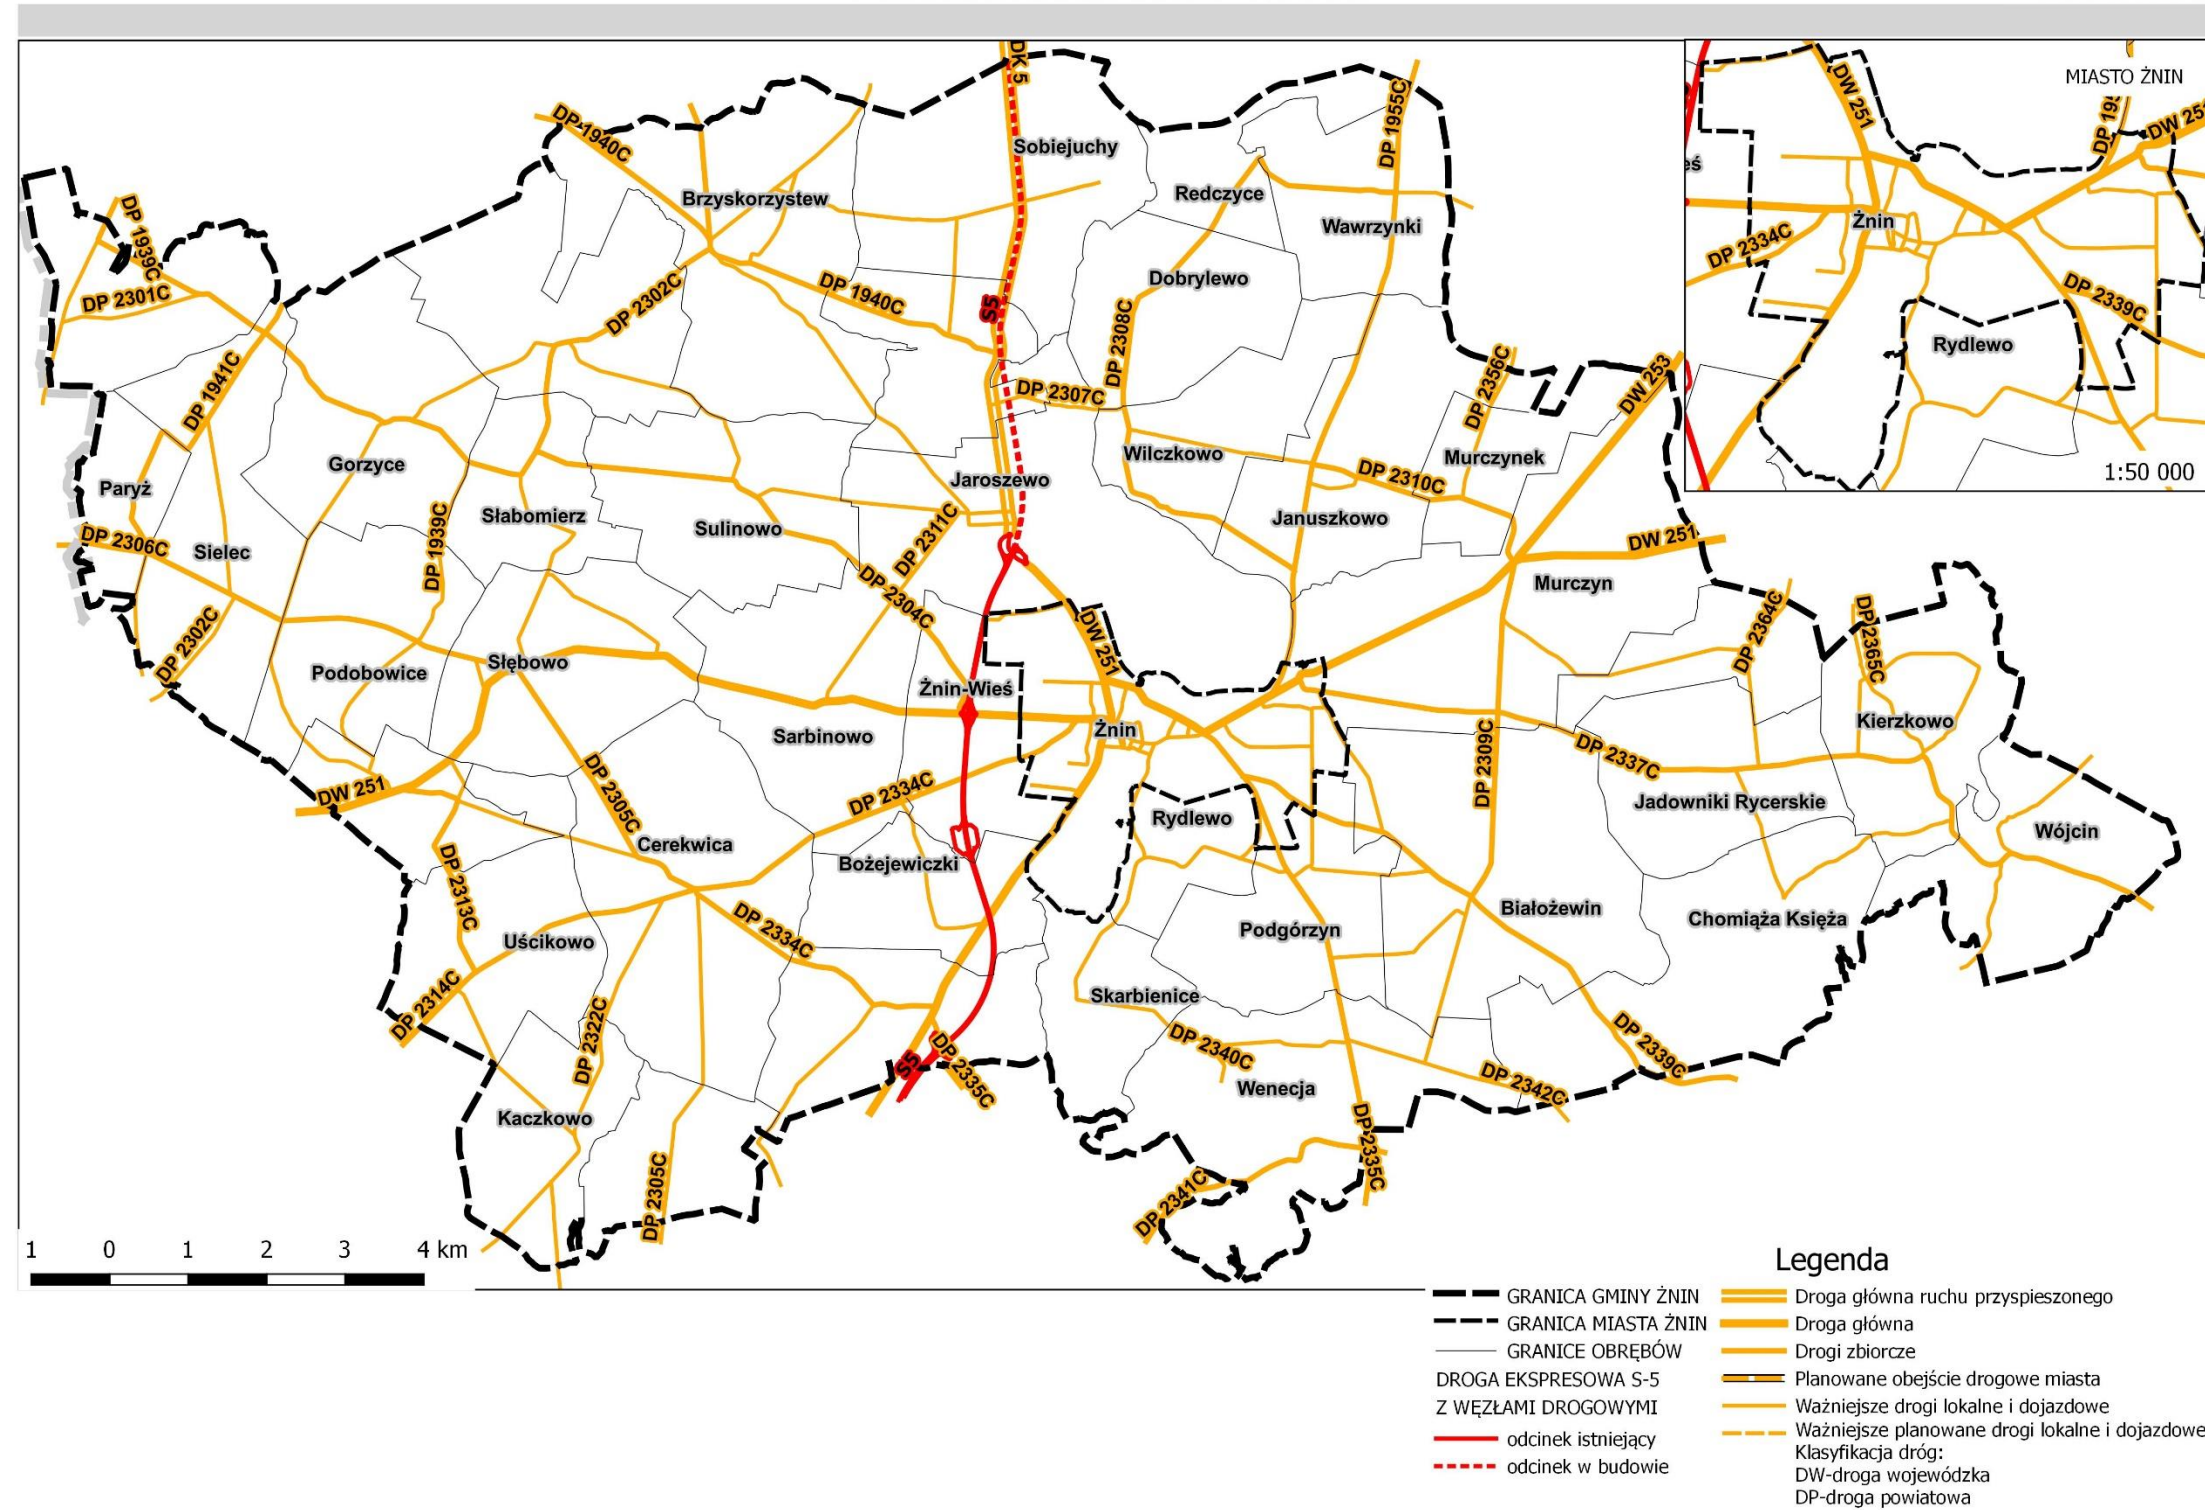 DK 5
DP 1940C
DP 1955C
Sobiejuchy
Brzyskorzystew
Redczyce
Wawrzynki
DP 1939C
DP 2301C
DP 2302C
DP 1940C
S5
Dobrylewo
DP 2308C
DP 1941C
DP 2307C
DP 2356C
DW 253
Paryż
Gorzyce
Jaroszewo
Wilczkowo
DP 2310C
Murczynek
DP 2306C
Sielec
DP 1939C
Słabomierz
Sulinowo
DP 2311C
Januszkowo
DW 251
DP 2304C
Murczyn
DP 2302C
DW 251
DP 2364C
DP 2365C
Podobowice
Słębowo
Żnin-Wieś
Sarbinowo
Żnin
DP 2309C
DP 2337C
Kierzkowo
DW 251
DP 2305C
DP 2334C
Rydlewo
Jadowniki Rycerskie
Wójcin
Cerekwica
Bożejewiczki
DP 2313C
Uścikowo
DP 2334C
Podgórzyn
Białożewin
Chomiąża Księża
DP 2314C
DP 2322C
Skarbienice
DP 2340C
DP 2339C
S5
DP 2335C
Wenecja
DP 2342C
Kaczkowo
DP 2305C
DP 2335C
DP 2341C
MIASTO ŻNIN
DW 251
DP 195
DW 25
eś
Żnin
DP 2334C
DP 2339C
Rydlewo
1:50 000
1 0 1 2 3 4 km
Legenda
GRANICA GMINY ŻNIN
GRANICA MIASTA ŻNIN
GRANICE OBRĘBÓW
DROGA EKSPRESOWA S-5
Z WĘZŁAMI DROGOWYMI
odcinek istniejący
odcinek w budowie
Droga główna ruchu przyspieszonego
Droga główna
Drogi zbiorcze
Planowane obejście drogowe miasta
Ważniejsze drogi lokalne i dojazdowe
Ważniejsze planowane drogi lokalne i dojazdowe
Klasyfikacja dróg:
DW-droga wojewódzka
DP-droga powiatowa